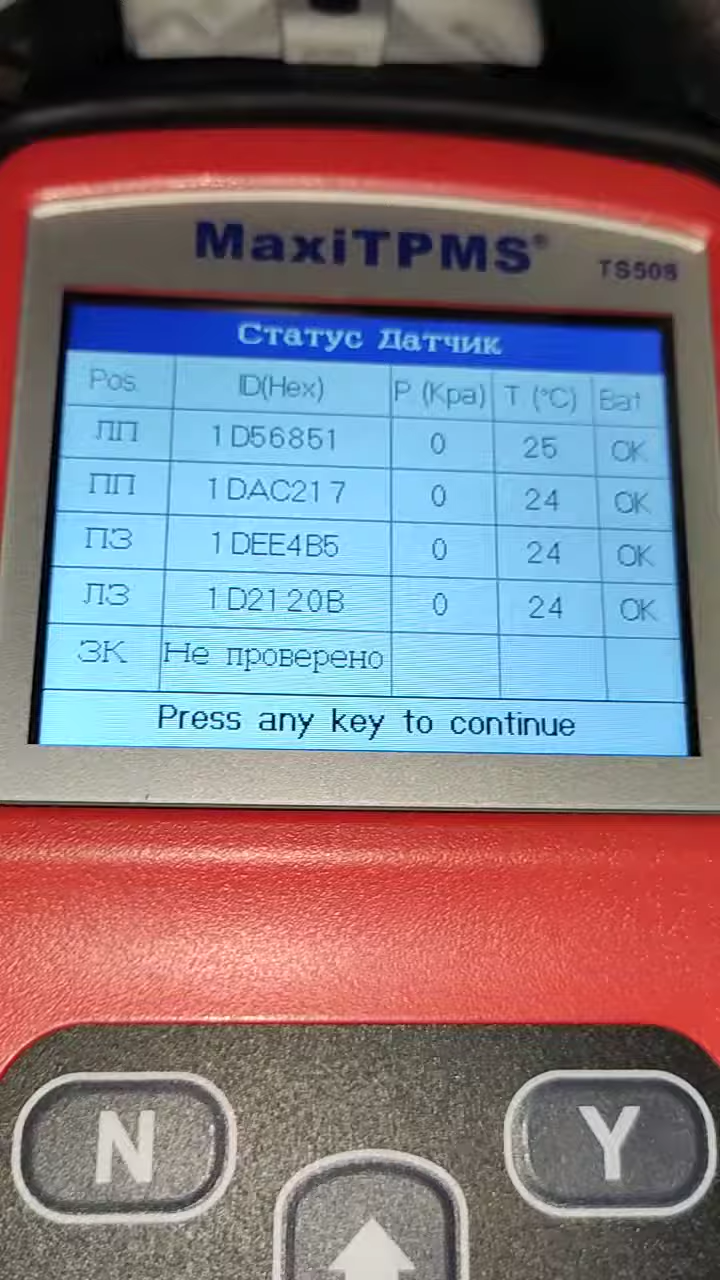 MaxiTPMS®
TS508
Статус Датчик
Pos. ID(Hex) P (Kpa) T (°C) Bat
ЛП 1D56851 0 25 OK
ПП 1DAC217 0 24 OK
ПЗ 1DEE4B5 0 24 OK
ЛЗ 1D2120B 0 24 OK
ЗК Не проверено
Press any key to continue
N Y